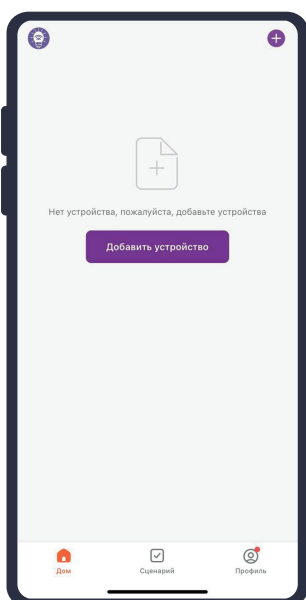 Нет устройства, пожалуйста, добавьте устройства
Добавить устройство
Дом
Сценарий
Профиль